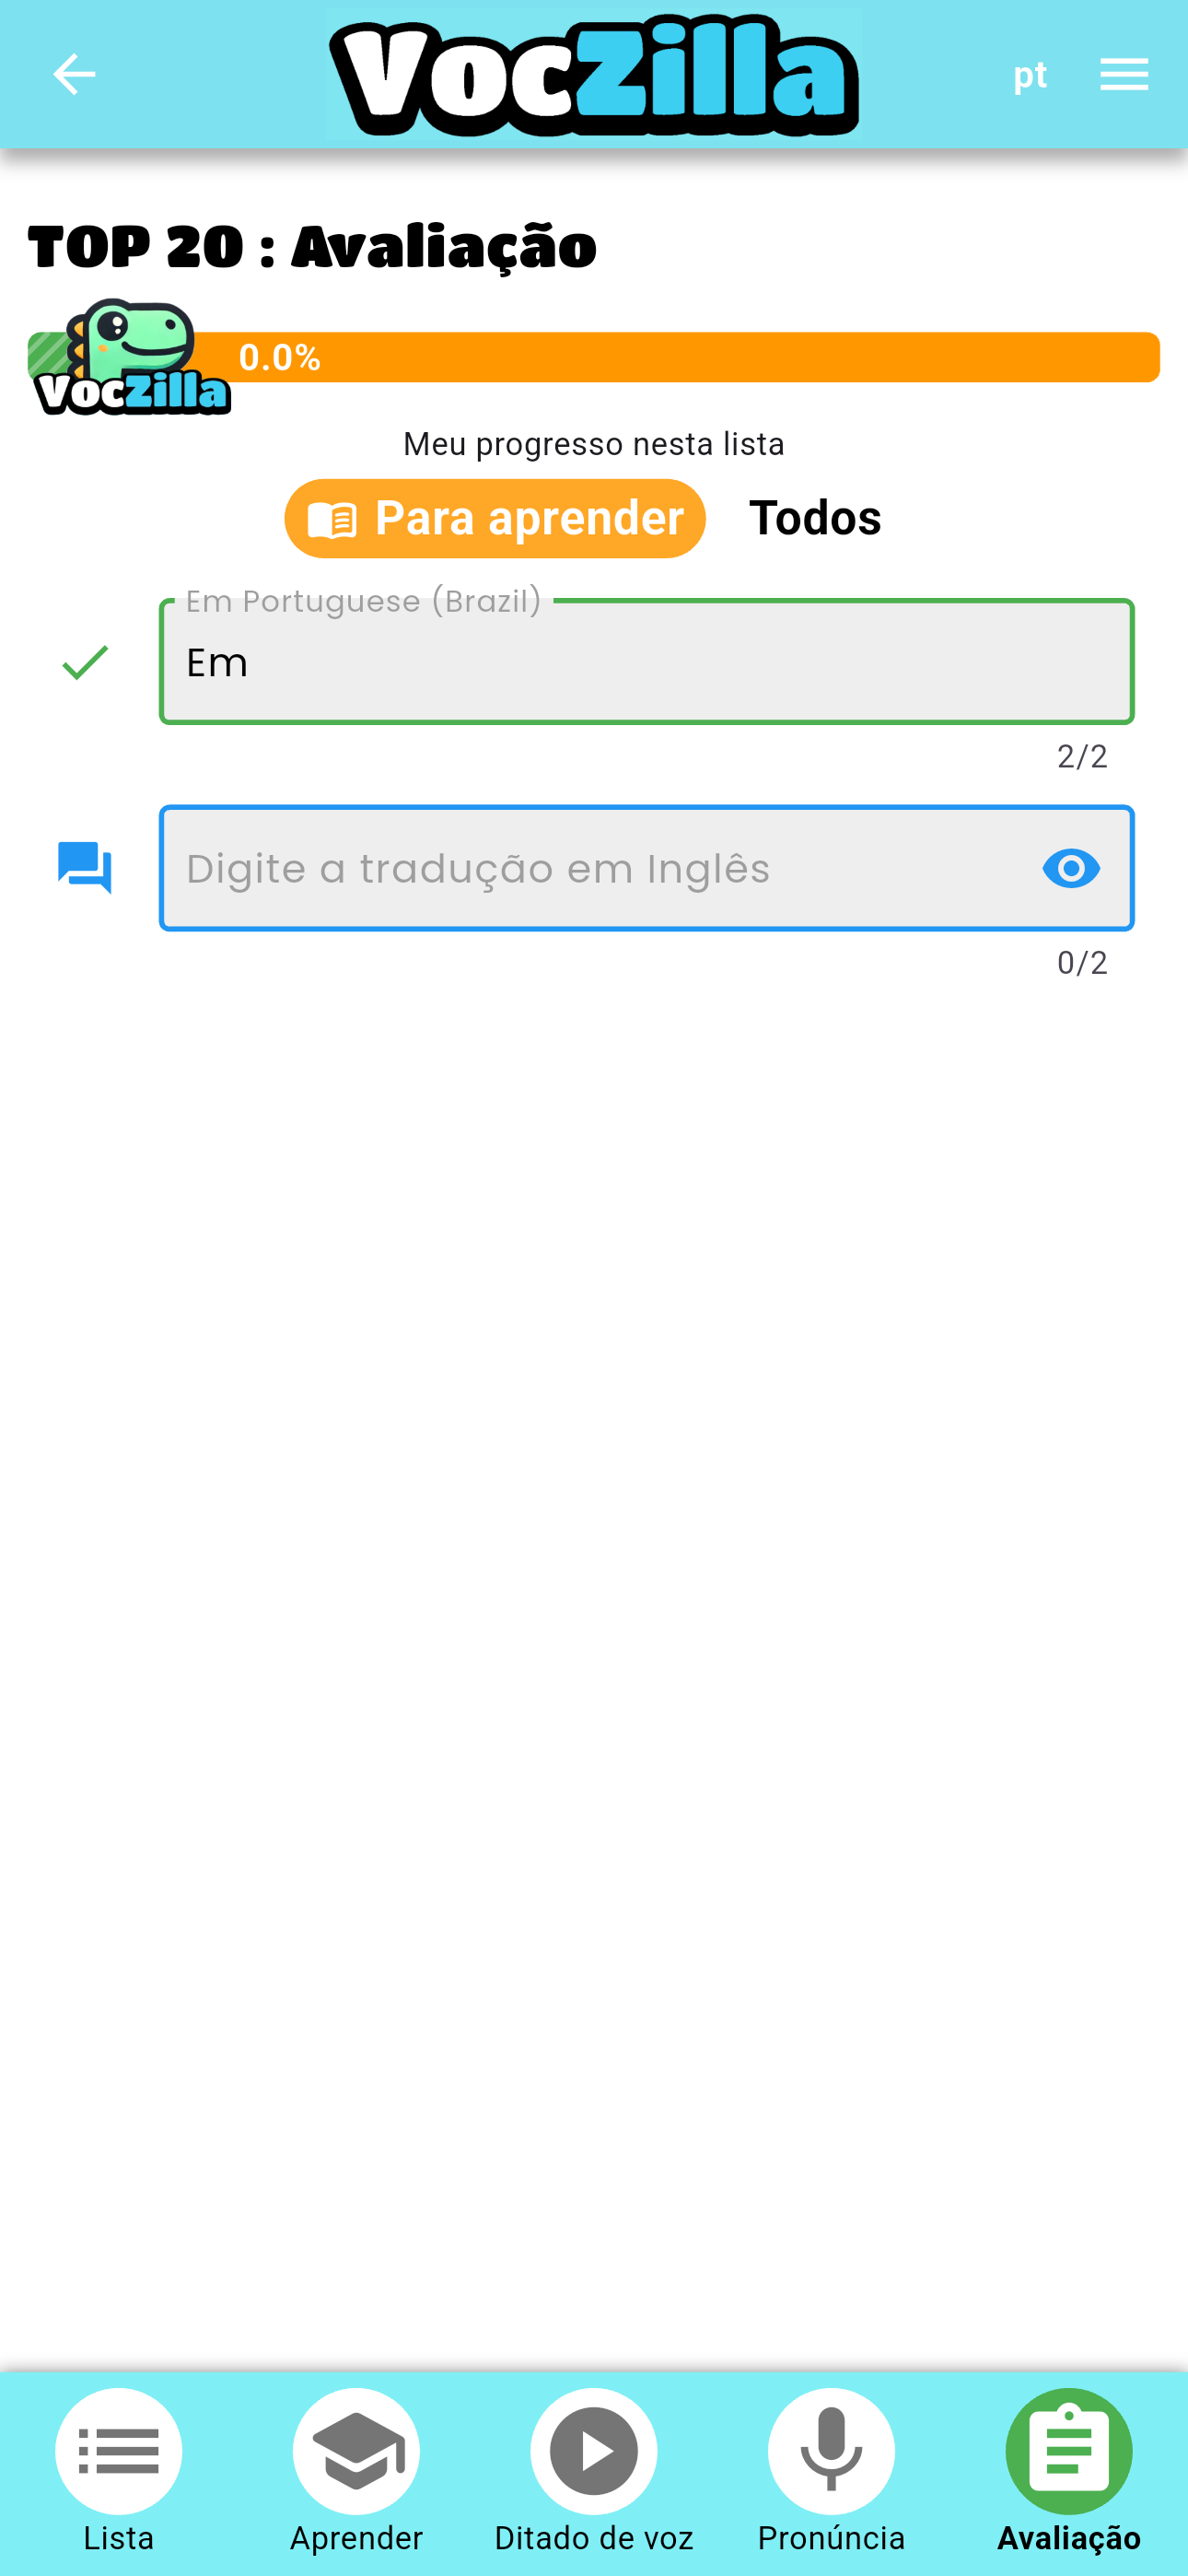 VocZilla
pt
TOP 20 : Avaliação
VocZilla
0.0%
Meu progresso nesta lista
Para aprender
Todos
Em Portuguese (Brazil)
Em
2/2
Digite a tradução em Inglês
0/2
Lista
Aprender
Ditado de voz
Pronúncia
Avaliação